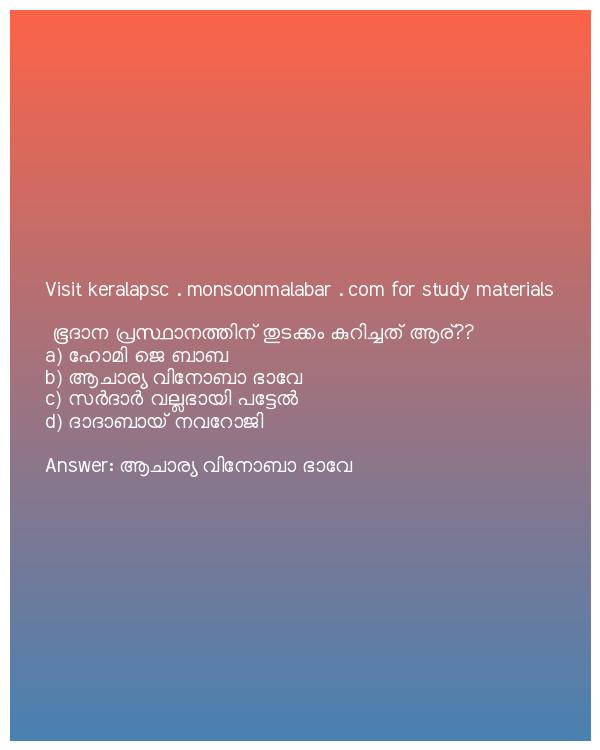 Visit keralapsc . monsoonmalabar . com for study materials
ഭൂദാന പ്രസ്ഥാനത്തിന് തുടക്കം കുറിച്ചത് ആര്??
a) ഹോമി ജെ ബാബ
b) ആചാര്യ വിനോബാ ഭാവേ
c) സർദാർ വല്ലഭായി പട്ടേൽ
d) ദാദാബായ് നവറോജി
Answer: ആചാര്യ വിനോബാ ഭാവേ